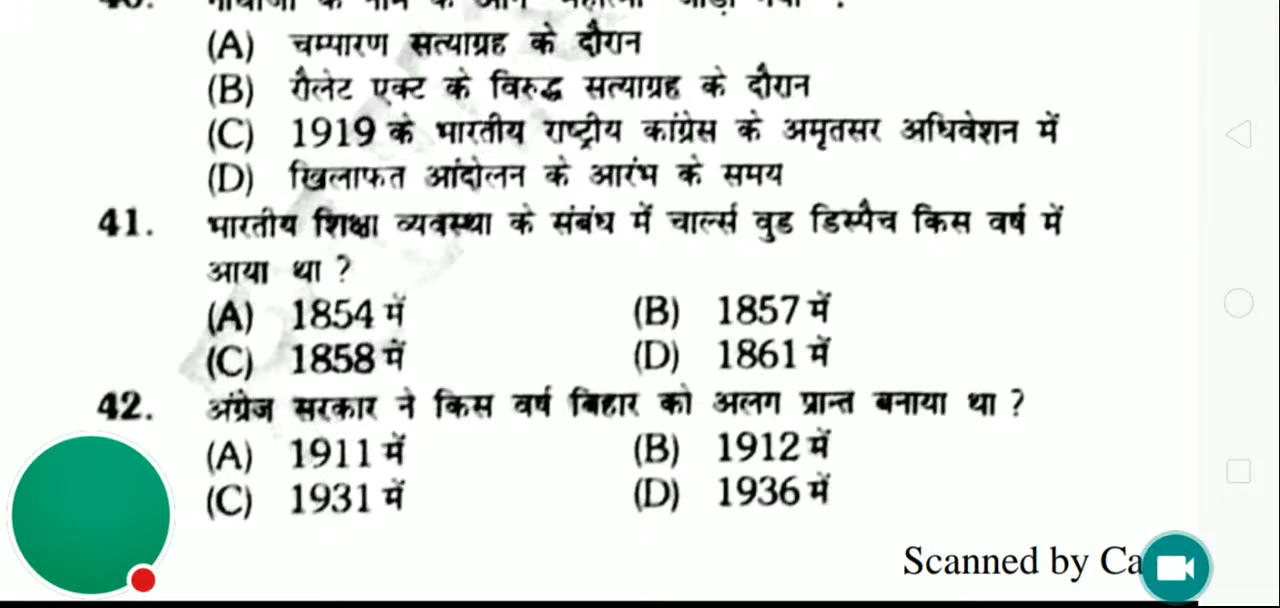 (A) चम्पारण सत्याग्रह के दौरान
(B) रौलेट एक्ट के विरुद्ध सत्याग्रह के दौरान
(C) 1919 के भारतीय राष्ट्रीय कांग्रेस के अमृतसर अधिवेशन में
(D) खिलाफत आंदोलन के आरंभ के समय
41. भारतीय शिक्षा व्यवस्था के संबंध में चार्ल्स वुड डिस्पैच किस वर्ष में
आया था ?
(A) 1854 में (B) 1857 में
(C) 1858 में (D) 1861 में
42. अंग्रेज सरकार ने किस वर्ष बिहार को अलग प्रान्त बनाया था ?
(A) 1911 में (B) 1912 में
(C) 1931 में (D) 1936 में
Scanned by Ca